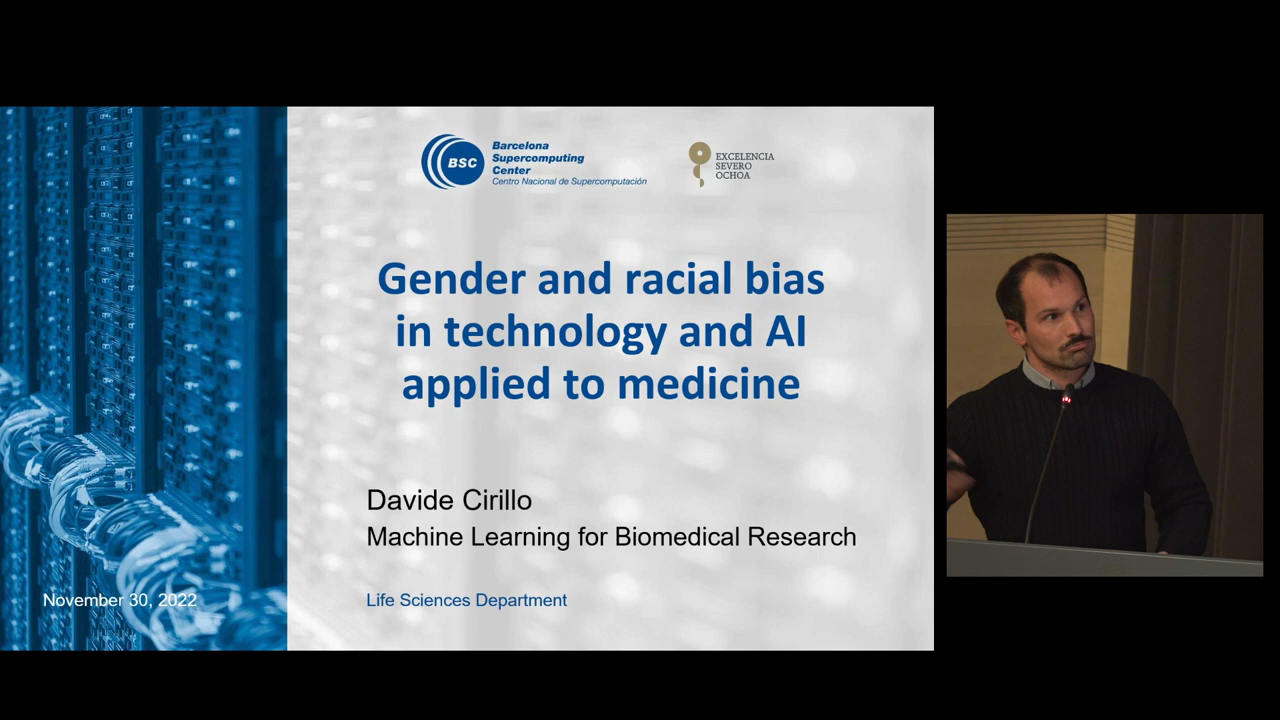 BSC
Barcelona
Supercomputing
Center
Centro Nacional de Supercomputación
EXCELENCIA
SEVERO
OCHOA
Gender and racial bias
in technology and AI
applied to medicine
Davide Cirillo
Machine Learning for Biomedical Research
November 30, 2022
Life Sciences Department